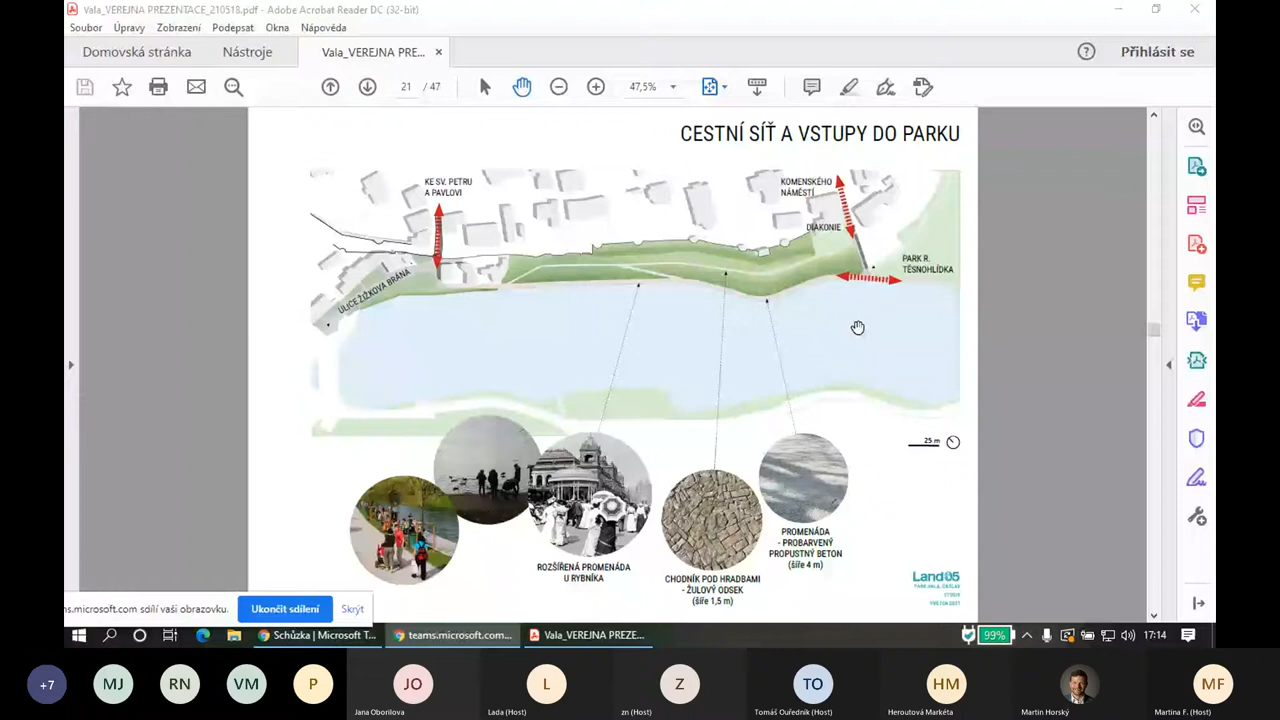 Vala_VEREJNA PREZENTACE_210518.pdf - Adobe Acrobat Reader DC (32-bit)
Soubor Úpravy Zobrazení Podepsat Okna Nápověda
Domovská stránka Nástroje Vala_VEREJNA PRE... × Přihlásit se
21 / 47 47,5%
CESTNÍ SÍŤ A VSTUPY DO PARKU
KE SV. PETRU
A PAVLOVI
KOMENSKÉHO
NÁMĚSTÍ
DIAKONIE
PARK R.
TĚSNOHLÍDKA
ULICE ŽIŽKOVA BRÁNA
25 m
ROZŠÍŘENÁ PROMENÁDA
U RYBNÍKA
CHODNÍK POD HRADBAMI
- ŽULOVÝ ODSEK
(šíře 1,5 m)
PROMENÁDA
- PROBARVENÝ
PROPUSTNÝ BETON
(šíře 4 m)
Land05
ms.microsoft.com sdílí vaši obrazovku. Ukončit sdílení Skrýt
Schůzka | Microsoft T... teams.microsoft.com... Vala_VEREJNA PREZE... 99% 17:14
+7 MJ RN VM P JO L Z TO HM MF
Jana Oborilova Lada (Host) zn (Host) Tomáš Ouředník (Host) Heroutová Markéta Martin Horský Martina F. (Host)